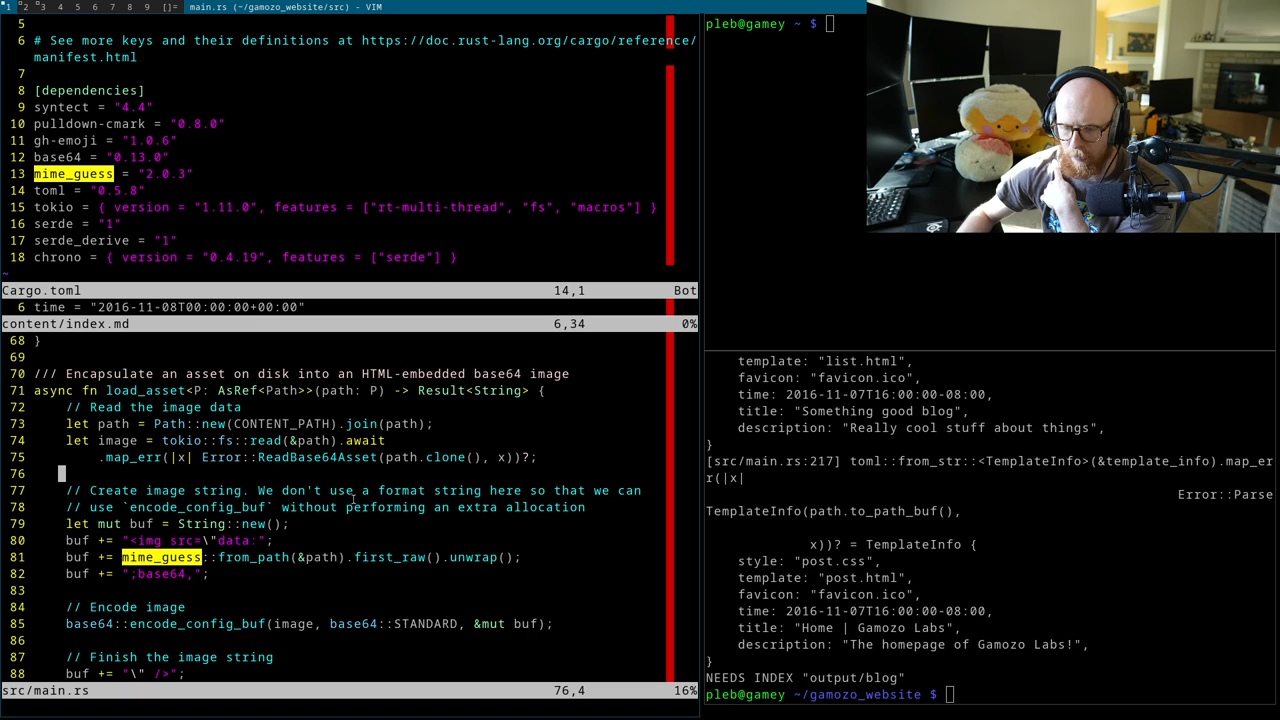 1 2 3 4 5 6 7 8 9 []= main.rs (~/gamozo_website/src) - VIM
5
6 # See more keys and their definitions at https://doc.rust-lang.org/cargo/reference/
manifest.html
7
8 [dependencies]
9 syntect = "4.4"
10 pulldown-cmark = "0.8.0"
11 gh-emoji = "1.0.6"
12 base64 = "0.13.0"
13 mime_guess = "2.0.3"
14 toml = "0.5.8"
15 tokio = { version = "1.11.0", features = ["rt-multi-thread", "fs", "macros"] }
16 serde = "1"
17 serde_derive = "1"
18 chrono = { version = "0.4.19", features = ["serde"] }
~
Cargo.toml 14,1 Bot
6 time = "2016-11-08T00:00:00+00:00"
content/index.md 6,34 0%
68 }
69
70 /// Encapsulate an asset on disk into an HTML-embedded base64 image
71 async fn load_asset<P: AsRef<Path>>(path: P) -> Result<String> {
72 // Read the image data
73 let path = Path::new(CONTENT_PATH).join(path);
74 let image = tokio::fs::read(&path).await
75 .map_err(|x| Error::ReadBase64Asset(path.clone(), x))?;
76
77 // Create image string. We don't use a format string here so that we can
78 // use `encode_config_buf` without performing an extra allocation
79 let mut buf = String::new();
80 buf += "<img src=\"data:";
81 buf += mime_guess::from_path(&path).first_raw().unwrap();
82 buf += ";base64,";
83
84 // Encode image
85 base64::encode_config_buf(image, base64::STANDARD, &mut buf);
86
87 // Finish the image string
88 buf += "\" />";
src/main.rs 76,4 16%
pleb@gamey ~ $
template: "list.html",
favicon: "favicon.ico",
time: 2016-11-07T16:00:00-08:00,
title: "Something good blog",
description: "Really cool stuff about things",
}
[src/main.rs:217] toml::from_str::<TemplateInfo>(&template_info).map_er
r(|x|
Error::Parse
TemplateInfo(path.to_path_buf(),
x))? = TemplateInfo {
style: "post.css",
template: "post.html",
favicon: "favicon.ico",
time: 2016-11-07T16:00:00-08:00,
title: "Home | Gamozo Labs",
description: "The homepage of Gamozo Labs!",
}
NEEDS INDEX "output/blog"
pleb@gamey ~/gamozo_website $